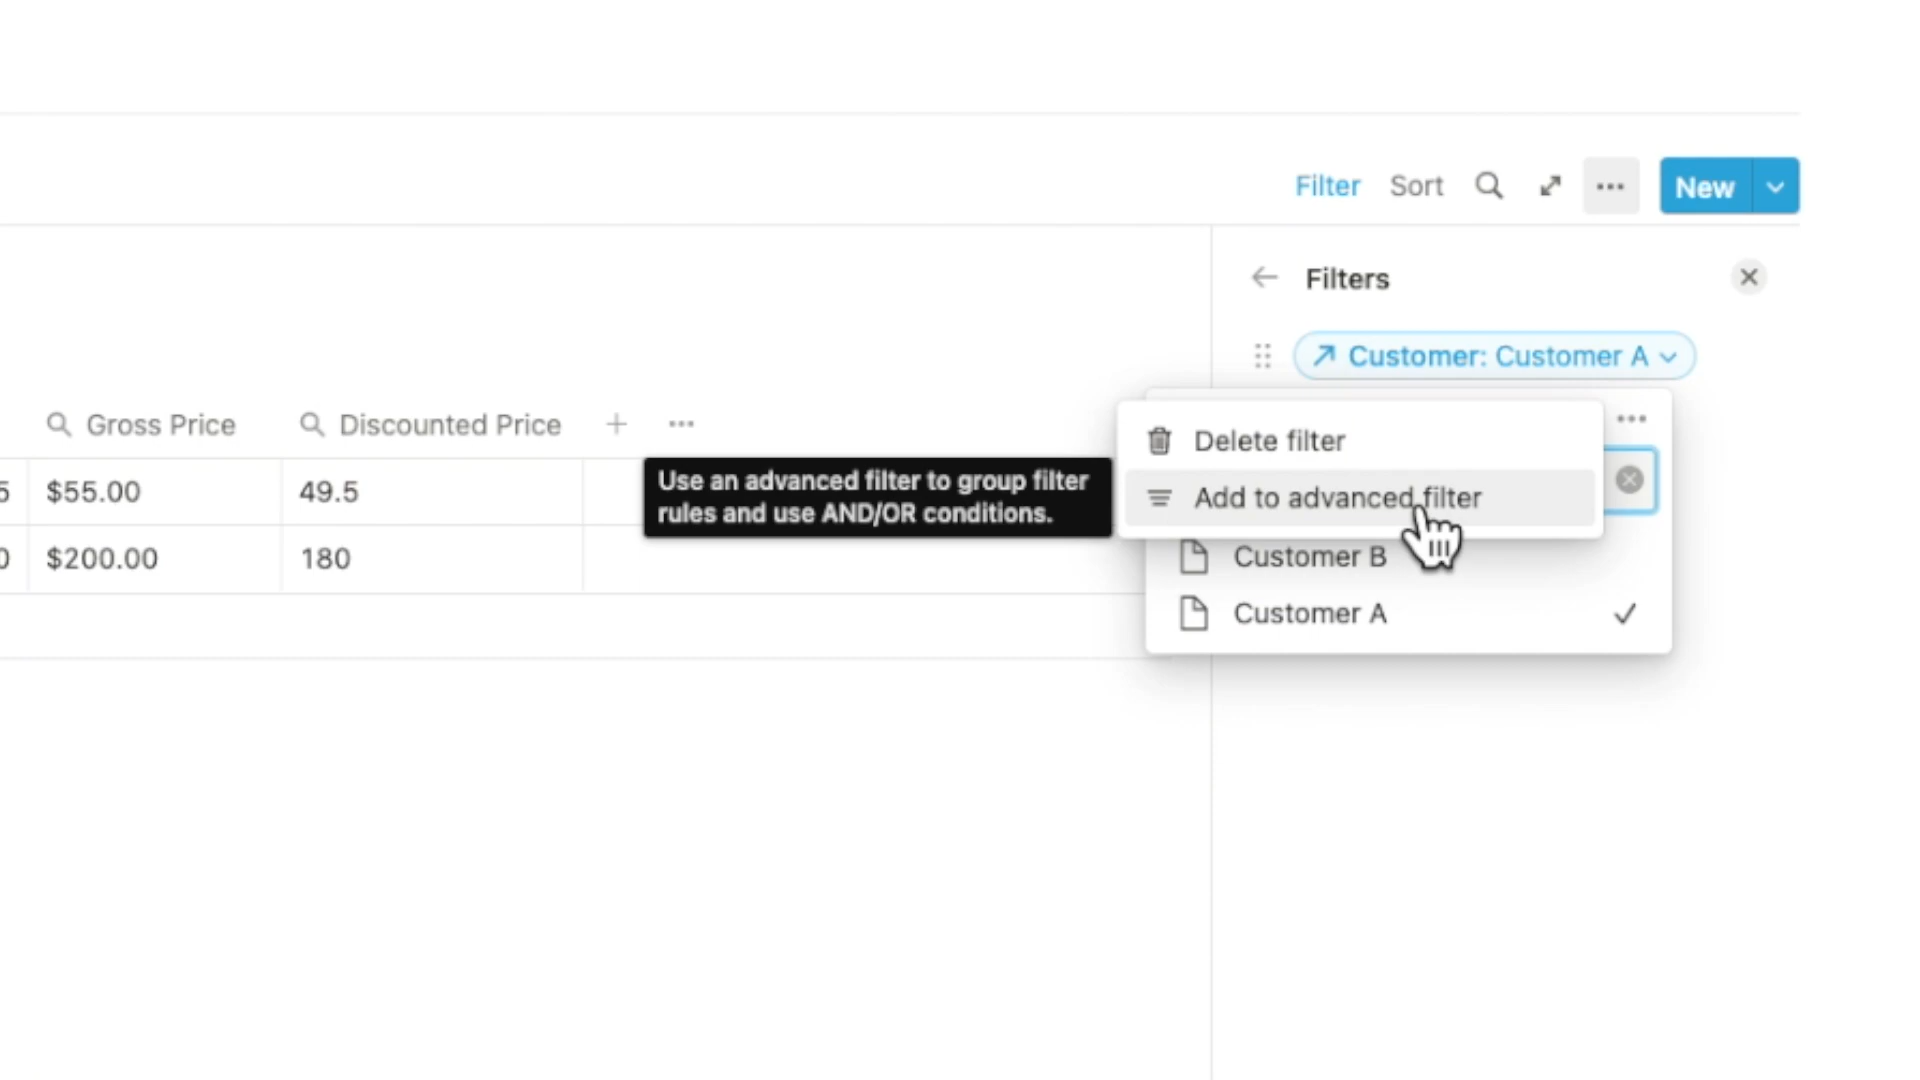 Filter Sort New
Filters
Customer: Customer A
Gross Price Discounted Price
Delete filter
Use an advanced filter to group filter
rules and use AND/OR conditions.
Add to advanced filter
5 $55.00 49.5
0 $200.00 180
Customer B
Customer A